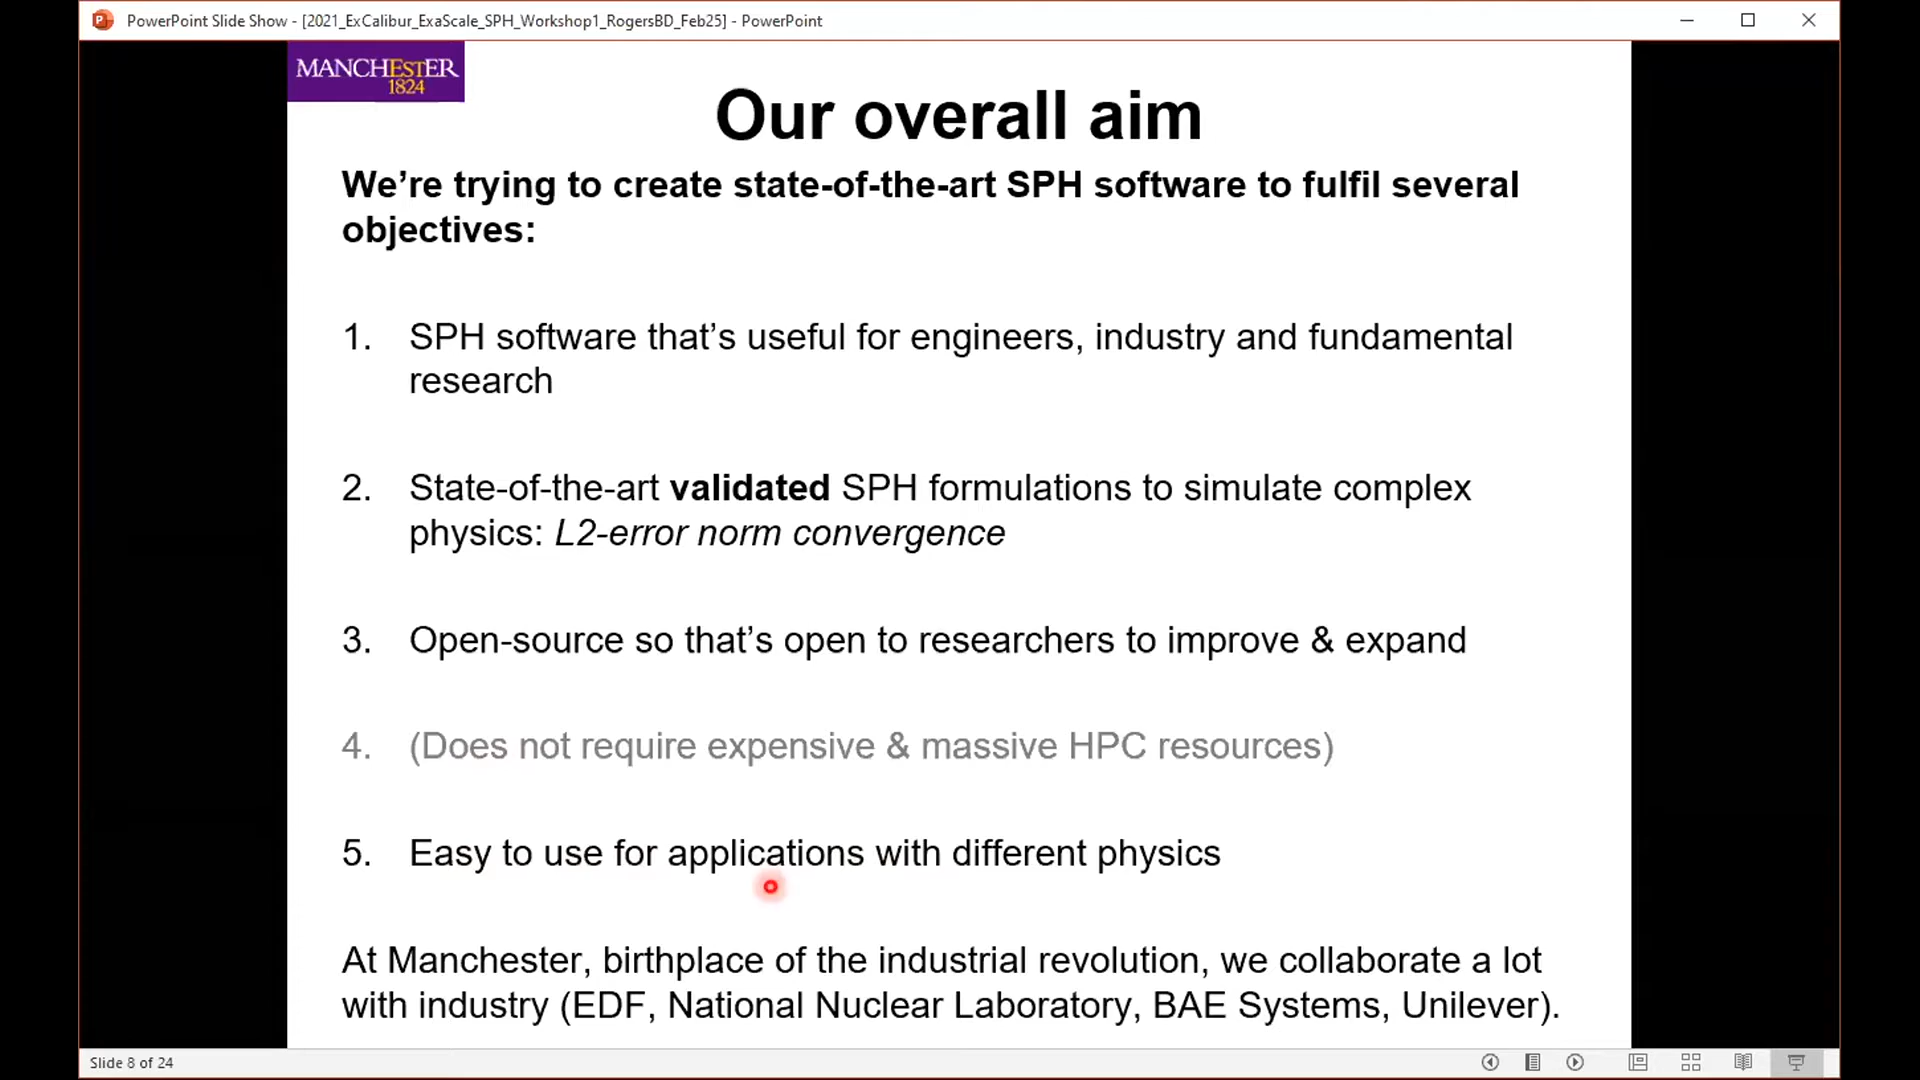 PowerPoint Slide Show - [2021_ExCalibur_ExaScale_SPH_Workshop1_RogersBD_Feb25] - PowerPoint
MANCHESTER
1824
Our overall aim
We’re trying to create state-of-the-art SPH software to fulfil several
objectives:
1. SPH software that’s useful for engineers, industry and fundamental
research
2. State-of-the-art validated SPH formulations to simulate complex
physics: L2-error norm convergence
3. Open-source so that’s open to researchers to improve & expand
4. (Does not require expensive & massive HPC resources)
5. Easy to use for applications with different physics
At Manchester, birthplace of the industrial revolution, we collaborate a lot
with industry (EDF, National Nuclear Laboratory, BAE Systems, Unilever).
Slide 8 of 24